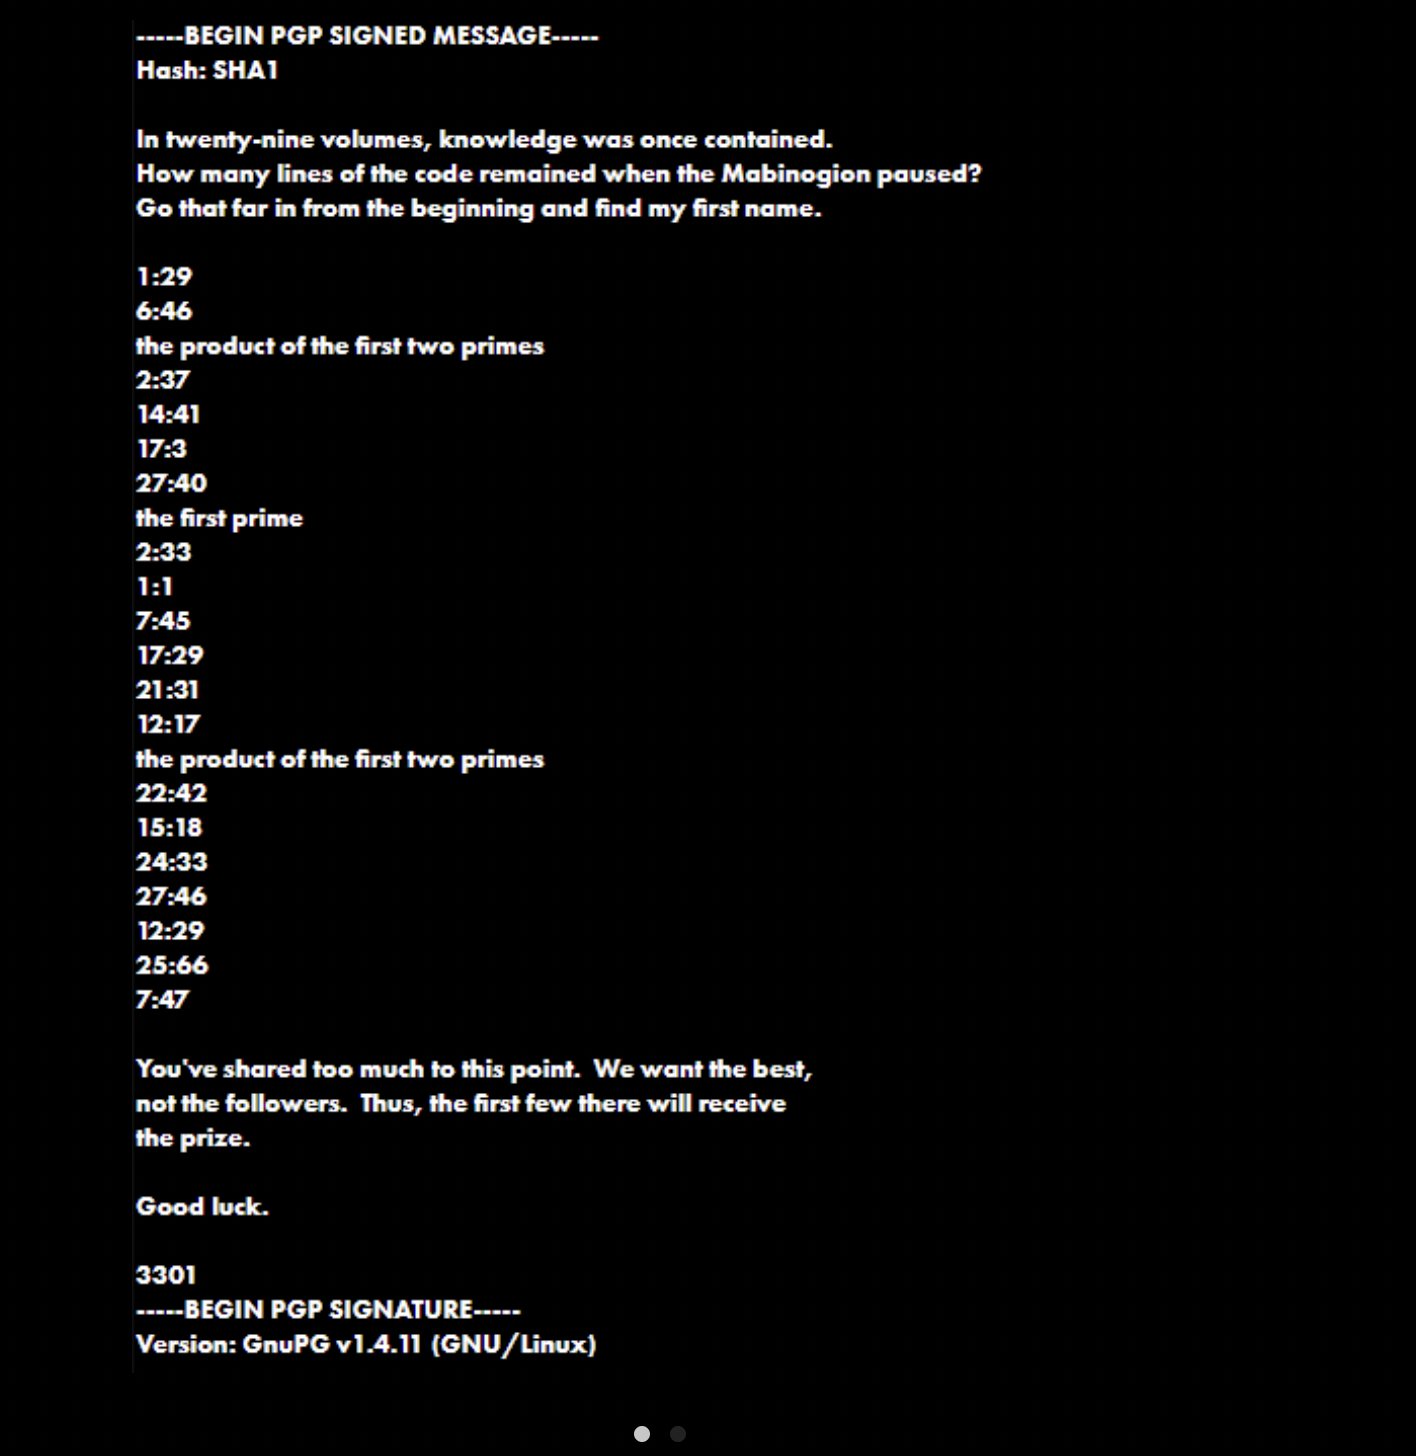 -----BEGIN PGP SIGNED MESSAGE-----
Hash: SHA1
In twenty-nine volumes, knowledge was once contained.
How many lines of the code remained when the Mabinogion paused?
Go that far in from the beginning and find my first name.
1:29
6:46
the product of the first two primes
2:37
14:41
17:3
27:40
the first prime
2:33
1:1
7:45
17:29
21:31
12:17
the product of the first two primes
22:42
15:18
24:33
27:46
12:29
25:66
7:47
You've shared too much to this point.  We want the best,
not the followers.  Thus, the first few there will receive
the prize.
Good luck.
3301
-----BEGIN PGP SIGNATURE-----
Version: GnuPG v1.4.11 (GNU/Linux)